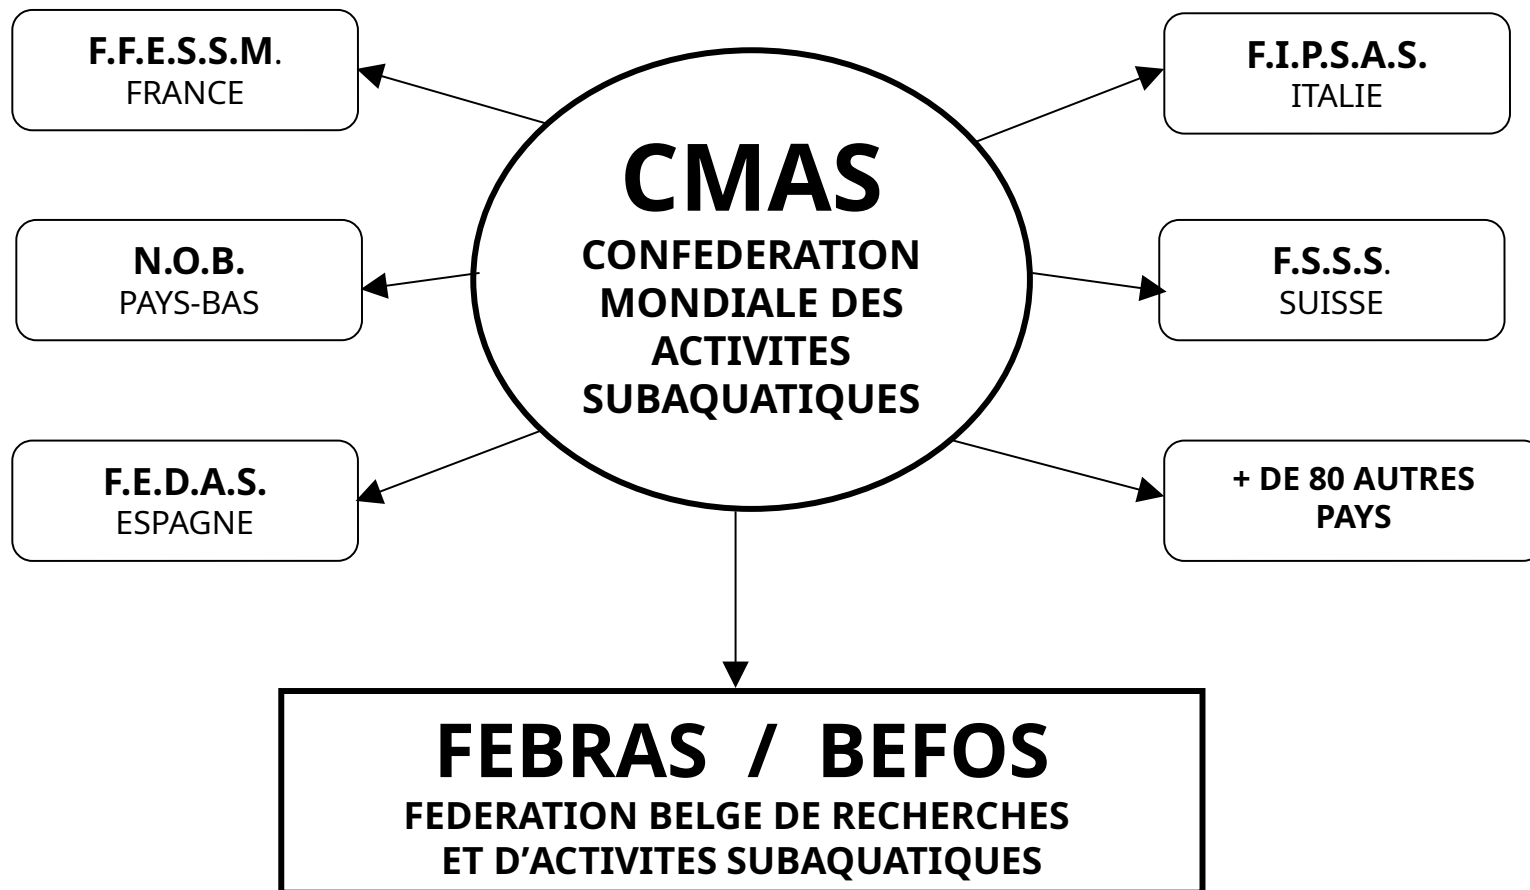 F.F.E.S.S.M.
FRANCE
F.I.P.S.A.S.
ITALIE
CMAS
CONFEDERATION
MONDIALE DES
ACTIVITES
SUBAQUATIQUES
N.O.B.
PAYS-BAS
F.S.S.S.
SUISSE
F.E.D.A.S.
ESPAGNE
+ DE 80 AUTRES
PAYS
FEBRAS / BEFOS
FEDERATION BELGE DE RECHERCHES
ET D’ACTIVITES SUBAQUATIQUES